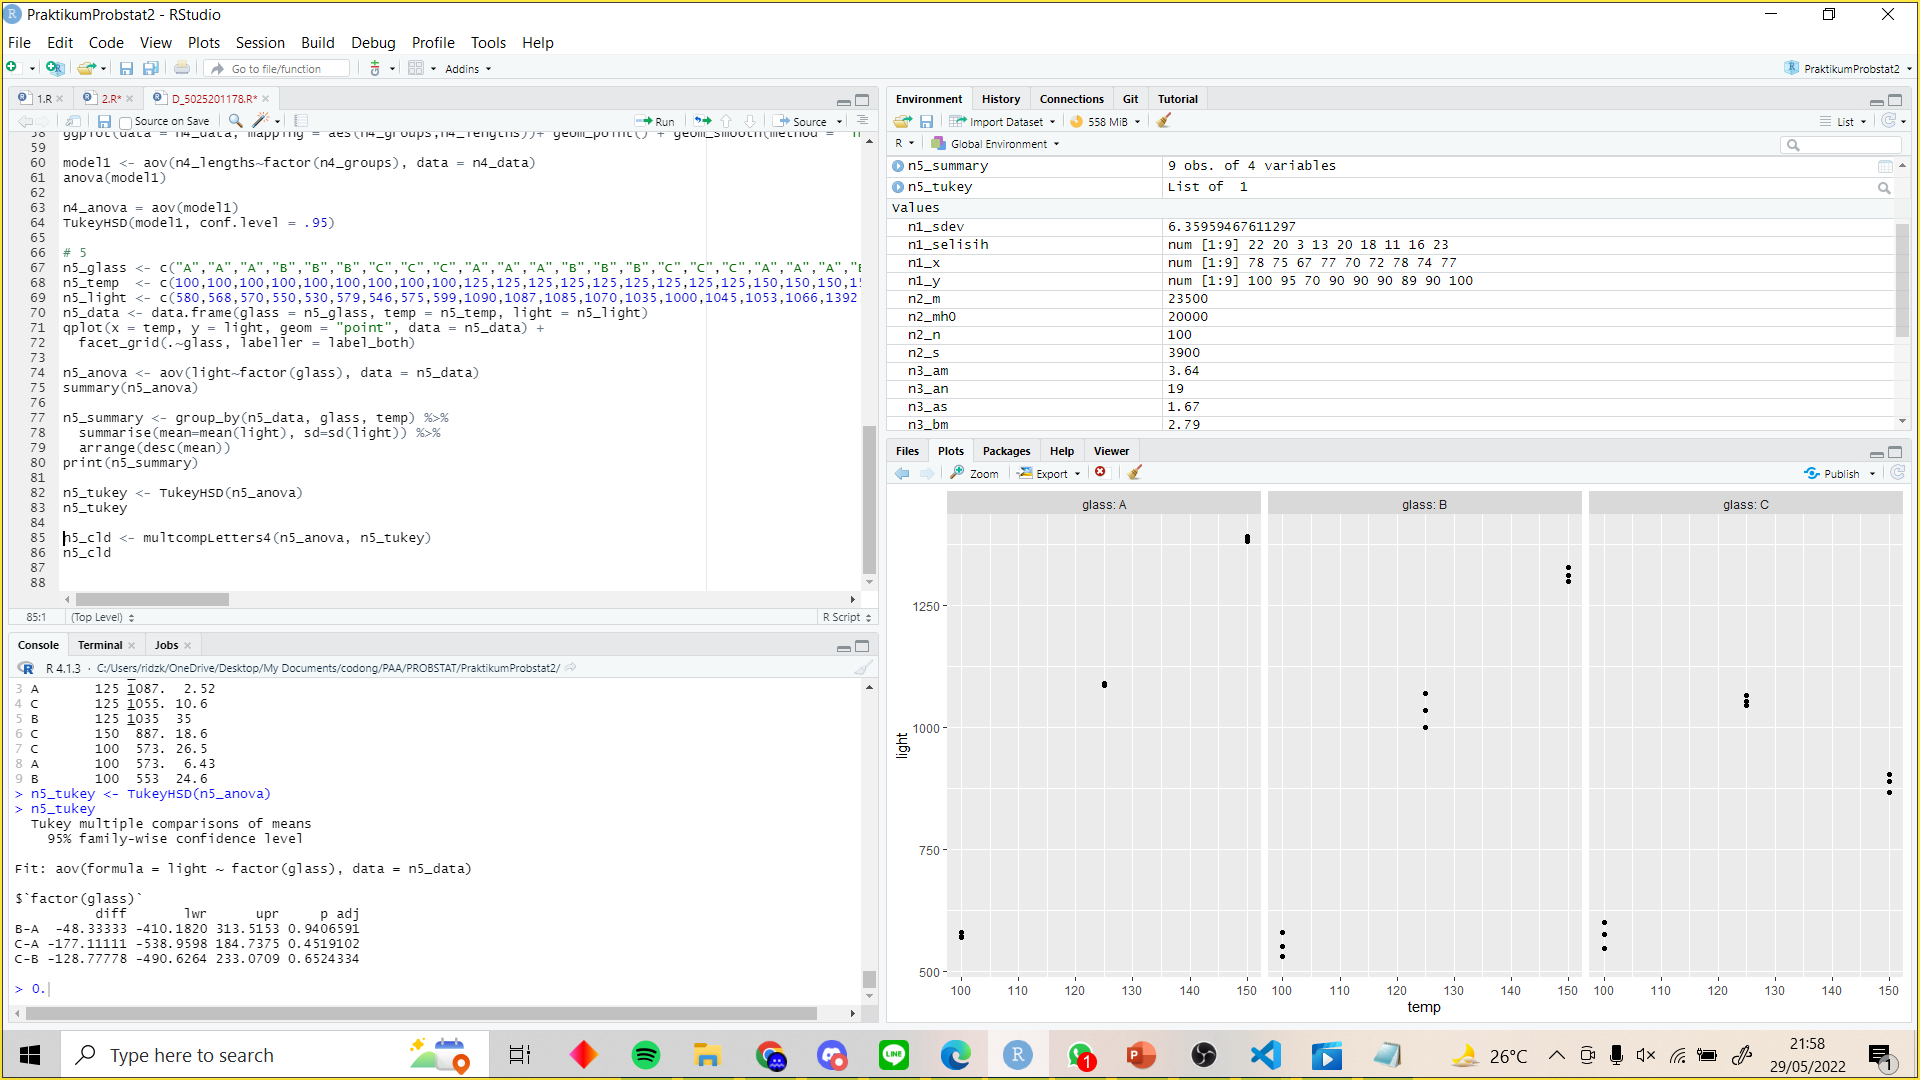 PraktikumProbstat2 - RStudio
File Edit Code View Plots Session Build Debug Profile Tools Help
Go to file/function Addins PraktikumProbstat2
1.R 2.R* D_5025201178.R*
Source on Save Run Source
58 ggplot(data = n4_data, mapping = aes(n4_groups,n4_lengths))+ geom_point() + geom_smooth(method =
59
60 model1 <- aov(n4_lengths~factor(n4_groups), data = n4_data)
61 anova(model1)
62
63 n4_anova = aov(model1)
64 TukeyHSD(model1, conf.level = .95)
65
66 # 5
67 n5_glass <- c("A","A","A","B","B","B","C","C","C","A","A","A","B","B","B","C","C","C","A","A","A",
68 n5_temp  <- c(100,100,100,100,100,100,100,100,100,125,125,125,125,125,125,125,125,125,150,150,150,
69 n5_light <- c(580,568,570,550,530,579,546,575,599,1090,1087,1085,1070,1035,1000,1045,1053,1066,1392
70 n5_data <- data.frame(glass = n5_glass, temp = n5_temp, light = n5_light)
71 qplot(x = temp, y = light, geom = "point", data = n5_data) +
72   facet_grid(.~glass, labeller = label_both)
73
74 n5_anova <- aov(light~factor(glass), data = n5_data)
75 summary(n5_anova)
76
77 n5_summary <- group_by(n5_data, glass, temp) %>%
78   summarise(mean=mean(light), sd=sd(light)) %>%
79   arrange(desc(mean))
80 print(n5_summary)
81
82 n5_tukey <- TukeyHSD(n5_anova)
83 n5_tukey
84
85 n5_cld <- multcompLetters4(n5_anova, n5_tukey)
86 n5_cld
87
88
85:1 (Top Level) R Script
Console Terminal Jobs
R 4.1.3 · C:/Users/ridzk/OneDrive/Desktop/My Documents/codong/PAA/PROBSTAT/PraktikumProbstat2/
3 A 125 1087. 2.52
4 C 125 1055. 10.6
5 B 125 1035 35
6 C 150 887. 18.6
7 C 100 573. 26.5
8 A 100 573. 6.43
9 B 100 553 24.6
> n5_tukey <- TukeyHSD(n5_anova)
> n5_tukey
Tukey multiple comparisons of means
95% family-wise confidence level
Fit: aov(formula = light ~ factor(glass), data = n5_data)
$`factor(glass)`
diff lwr upr p adj
B-A -48.33333 -410.1820 313.5153 0.9406591
C-A -177.11111 -538.9598 184.7375 0.4519102
C-B -128.77778 -490.6264 233.0709 0.6524334
> 0.
Environment History Connections Git Tutorial
Import Dataset 558 MiB List
R Global Environment
n5_summary 9 obs. of 4 variables
n5_tukey List of 1
Values
n1_sdev 6.35959467611297
n1_selisih num [1:9] 22 20 3 13 20 18 11 16 23
n1_x num [1:9] 78 75 67 77 70 72 78 74 77
n1_y num [1:9] 100 95 70 90 90 90 89 90 100
n2_m 23500
n2_mh0 20000
n2_n 100
n2_s 3900
n3_am 3.64
n3_an 19
n3_as 1.67
n3_bm 2.79
Files Plots Packages Help Viewer
Zoom Export Publish
glass: A glass: B glass: C
1250
1000
750
500
light
100 110 120 130 140 150 100 110 120 130 140 150 100 110 120 130 140 150
temp
Type here to search
1
26°C
21:58
29/05/2022
1